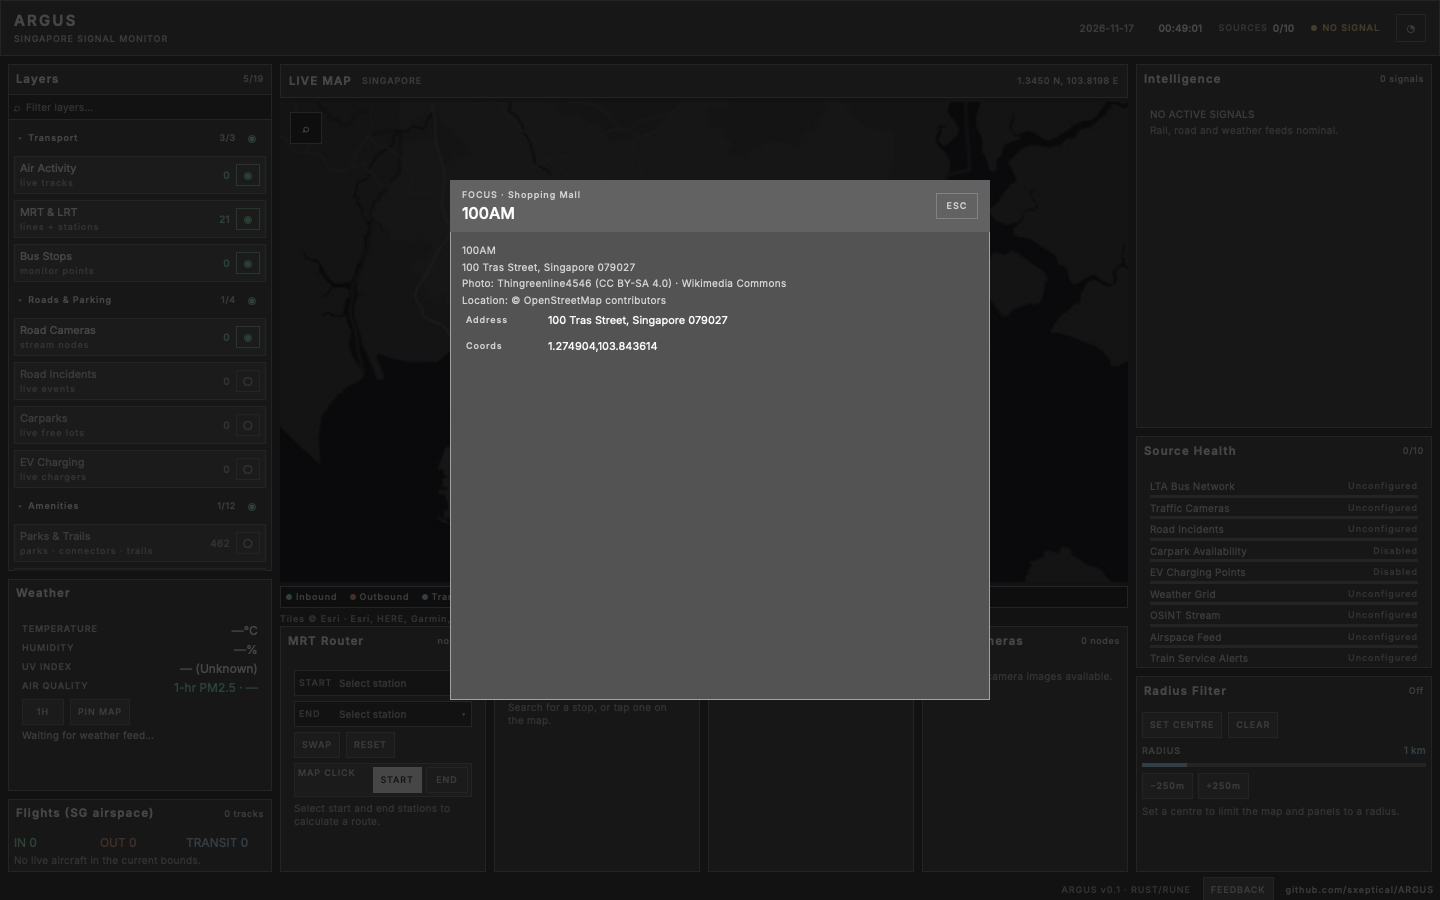 ARGUS
SINGAPORE SIGNAL MONITOR
2026-11-17 00:49:01 SOURCES 0/10 NO SIGNAL
Layers 5/19
Filter layers...
Transport 3/3
Air Activity
live tracks
0
MRT & LRT
lines + stations
21
Bus Stops
monitor points
0
Roads & Parking 1/4
Road Cameras
stream nodes
0
Road Incidents
live events
0
Carparks
live free lots
0
EV Charging
live chargers
0
Amenities 1/12
Parks & Trails
parks · connectors · trails
462
Weather
TEMPERATURE —°C
HUMIDITY —%
UV INDEX — (Unknown)
AIR QUALITY 1-hr PM2.5 · —
1H PIN MAP
Waiting for weather feed...
Flights (SG airspace) 0 tracks
IN 0 OUT 0 TRANSIT 0
No live aircraft in the current bounds.
LIVE MAP SINGAPORE 1.3450 N, 103.8198 E
FOCUS · Shopping Mall
100AM
ESC
100AM
100 Tras Street, Singapore 079027
Photo: Thingreenline4546 (CC BY-SA 4.0) · Wikimedia Commons
Location: © OpenStreetMap contributors
Address 100 Tras Street, Singapore 079027
Coords 1.274904,103.843614
Inbound Outbound Tra
Tiles © Esri · Esri, HERE, Garmin,
MRT Router no
START Select station
END Select station
SWAP RESET
MAP CLICK START END
Select start and end stations to
calculate a route.
Search for a stop, or tap one on
the map.
meras 0 nodes
camera images available.
Intelligence 0 signals
NO ACTIVE SIGNALS
Rail, road and weather feeds nominal.
Source Health 0/10
LTA Bus Network Unconfigured
Traffic Cameras Unconfigured
Road Incidents Unconfigured
Carpark Availability Disabled
EV Charging Points Disabled
Weather Grid Unconfigured
OSINT Stream Unconfigured
Airspace Feed Unconfigured
Train Service Alerts Unconfigured
Radius Filter Off
SET CENTRE CLEAR
RADIUS 1 km
−250m +250m
Set a centre to limit the map and panels to a radius.
ARGUS v0.1 · RUST/RUNE FEEDBACK github.com/sxeptical/ARGUS